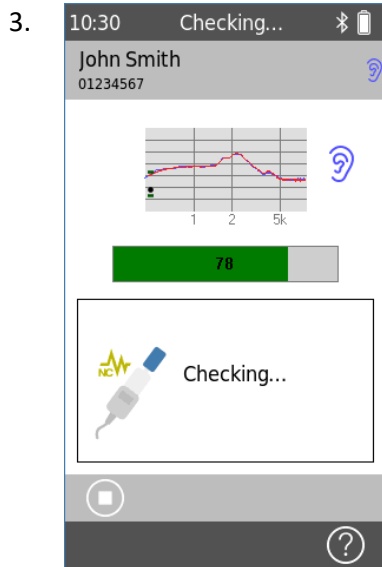 3.
10:30 Checking...
John Smith
01234567
1 2 5k
78
NC
Checking...
?